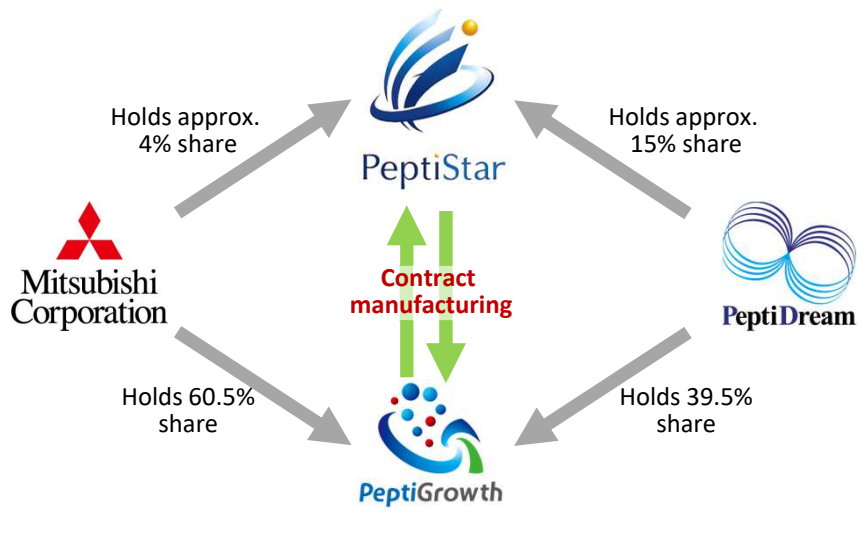 Holds approx.
4% share
Holds approx.
15% share
PeptiStar
Mitsubishi
Corporation
Contract
manufacturing
PeptiDream
Holds 60.5%
share
Holds 39.5%
share
PeptiGrowth